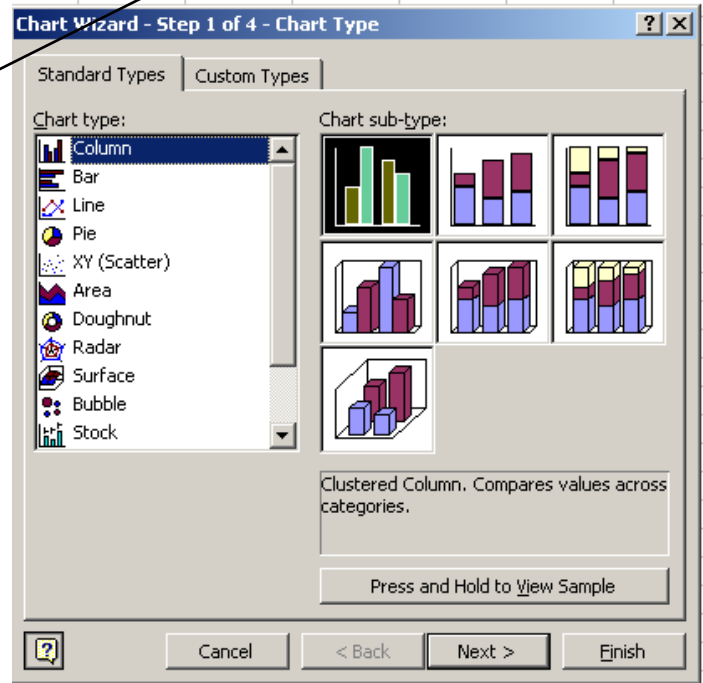 Chart Wizard - Step 1 of 4 - Chart Type
Standard Types
Custom Types
Chart type:
Column
Bar
Line
Pie
XY (Scatter)
Area
Doughnut
Radar
Surface
Bubble
Stock
Chart sub-type:
Clustered Column. Compares values across
categories.
Press and Hold to View Sample
Cancel
< Back
Next >
Finish